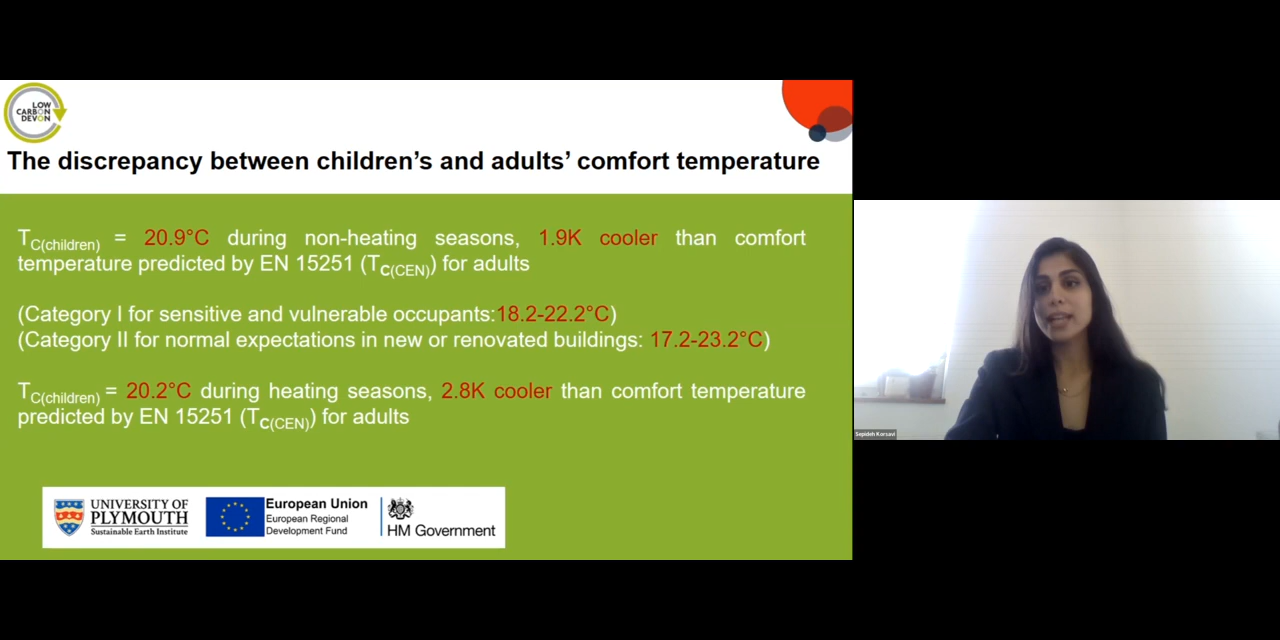 LOW
CARBON
DEVON
The discrepancy between children's and adults' comfort temperature
TC(children) = 20.9°C during non-heating seasons, 1.9K cooler than comfort
temperature predicted by EN 15251 (TC(CEN)) for adults
(Category I for sensitive and vulnerable occupants:18.2-22.2°C)
(Category II for normal expectations in new or renovated buildings: 17.2-23.2°C)
TC(children) = 20.2°C during heating seasons, 2.8K cooler than comfort temperature
predicted by EN 15251 (TC(CEN)) for adults
UNIVERSITY OF
PLYMOUTH
Sustainable Earth Institute
European Union
European Regional
Development Fund
HM Government
Sepideh Korsavi